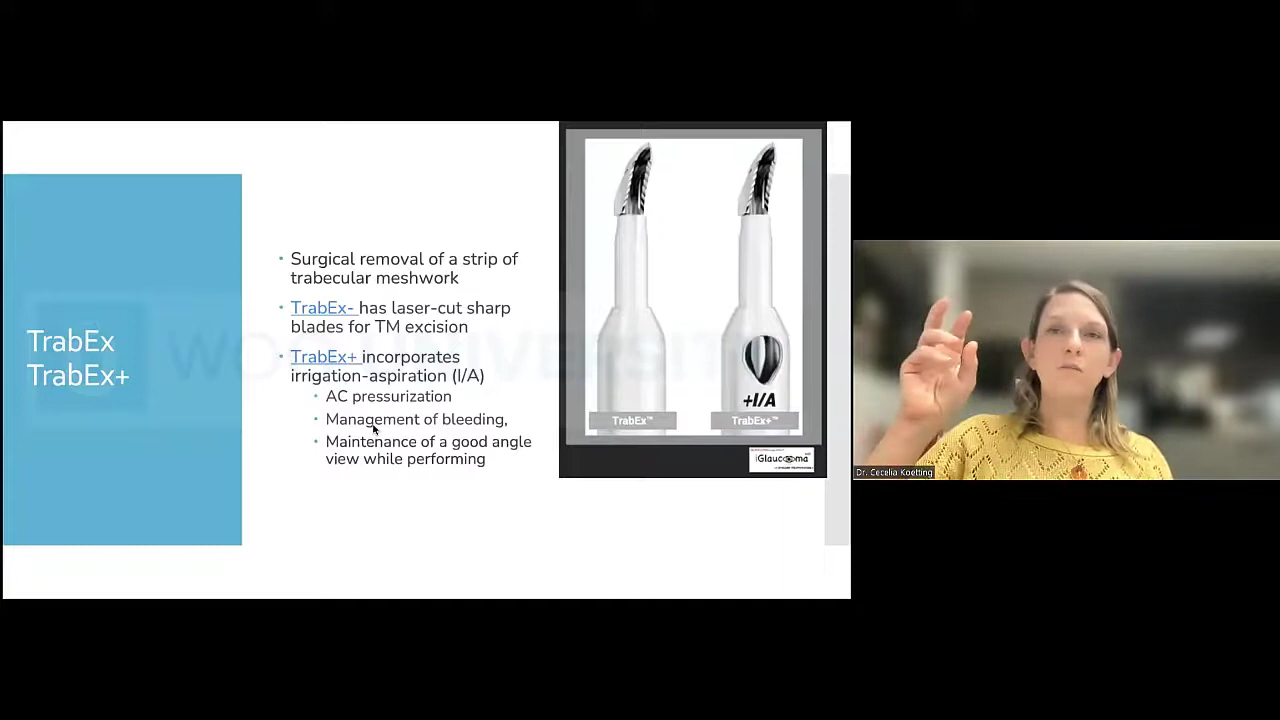 TrabEx
TrabEx+
• Surgical removal of a strip of
trabecular meshwork
• TrabEx- has laser-cut sharp
blades for TM excision
• TrabEx+ incorporates
irrigation-aspiration (I/A)
• AC pressurization
• Management of bleeding,
• Maintenance of a good angle
view while performing
+I/A
TrabEx™
TrabEx+™
iGlaucoma
Dr. Cecelia Koetting